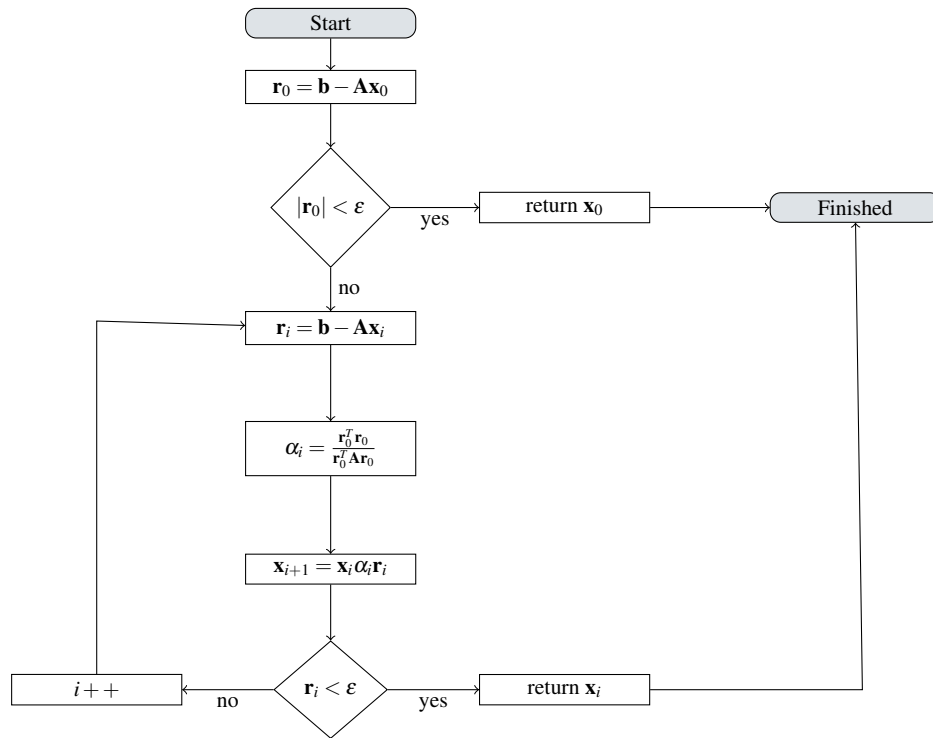 Start
𝐫₀ = 𝐛 − 𝐀𝐱₀
|𝐫₀| < ε
yes
return 𝐱₀
Finished
no
𝐫ᵢ = 𝐛 − 𝐀𝐱ᵢ
αᵢ = 𝐫₀ᵀ𝐫₀ / 𝐫₀ᵀ𝐀𝐫₀
𝐱ᵢ₊₁ = 𝐱ᵢαᵢ𝐫ᵢ
i++
no
𝐫ᵢ < ε
yes
return 𝐱ᵢ